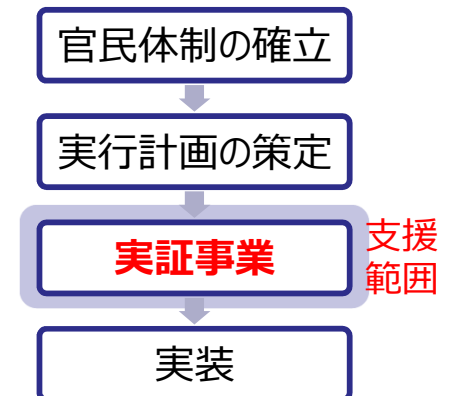 官民体制の確立
実行計画の策定
実証事業
支援
範囲
実装